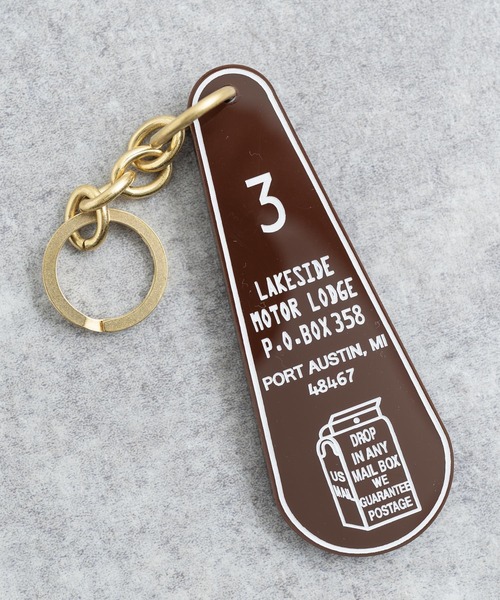 3
LAKESIDE
MOTOR LODGE
P.O.BOX 358
PORT AUSTIN, MI
48467
DROP
IN ANY
MAIL BOX
WE
GUARANTEE
POSTAGE
US
MAIL